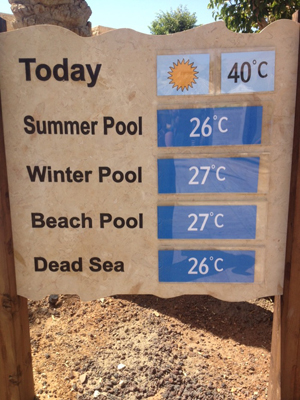 Today 40°C
Summer Pool 26°C
Winter Pool 27°C
Beach Pool 27°C
Dead Sea 26°C